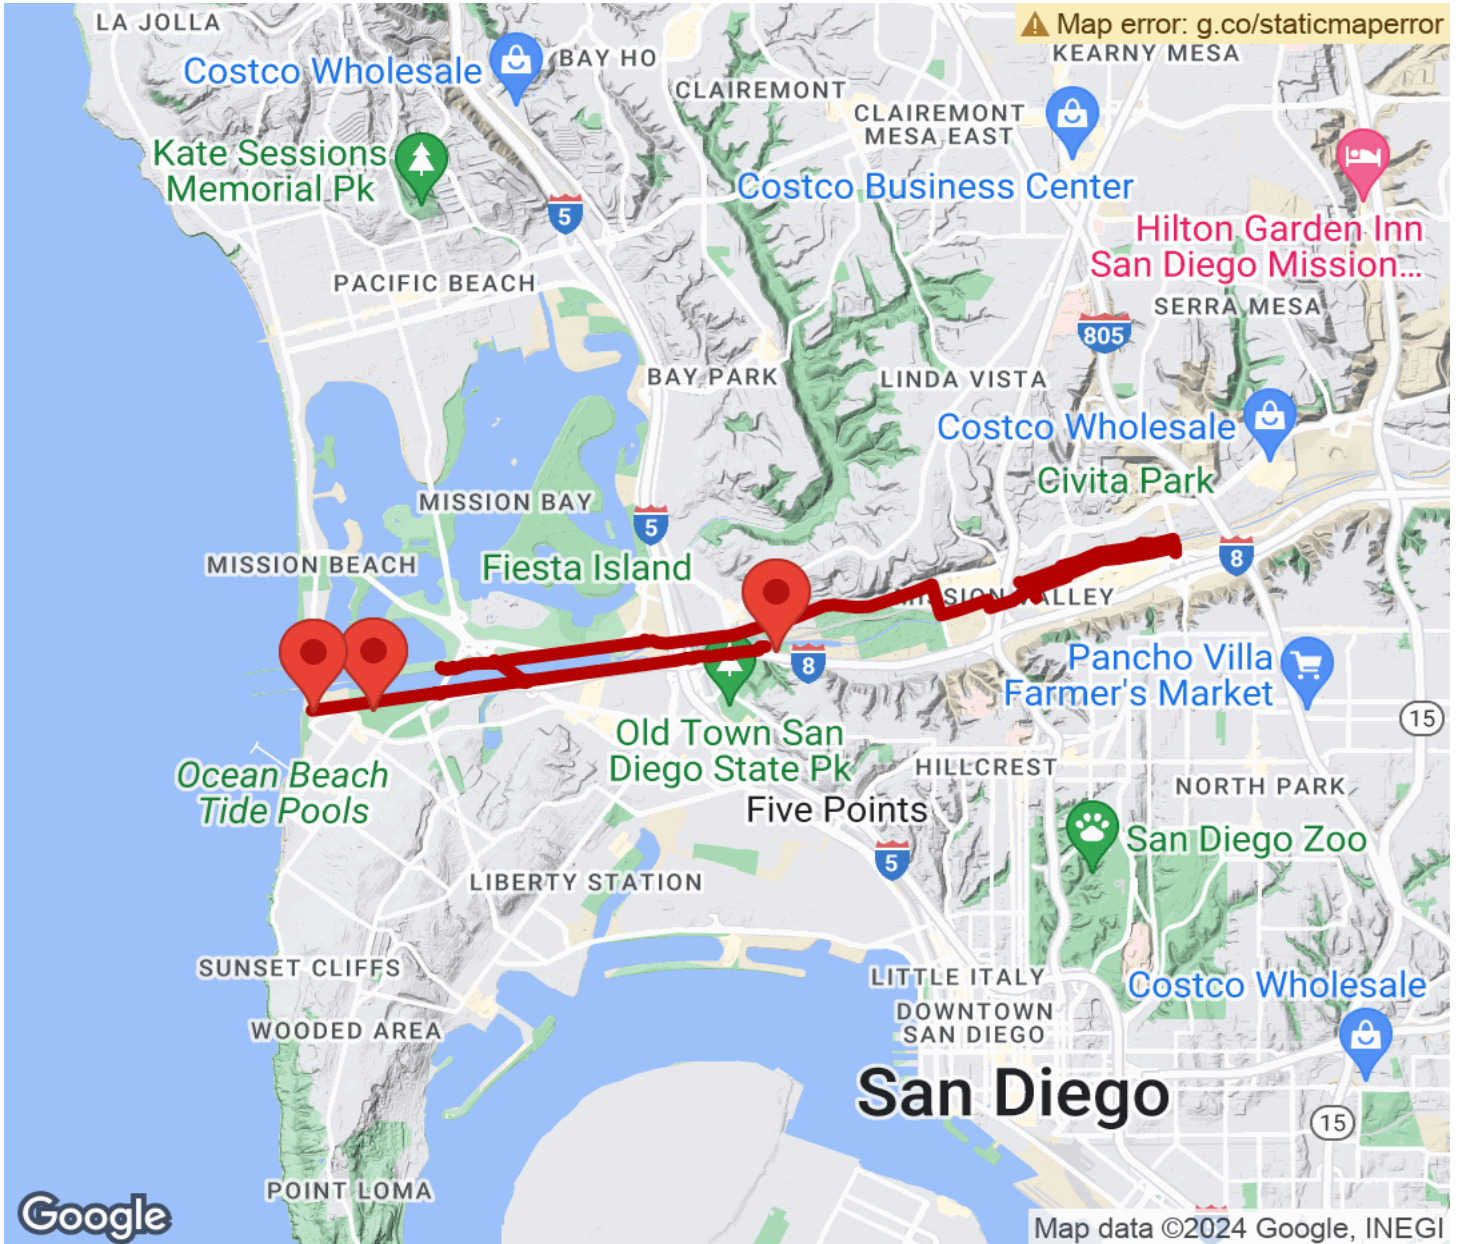 LA JOLLA
Map error: g.co/staticmaperror
KEARNY MESA
BAY HO
Costco Wholesale
CLAIREMONT
CLAIREMONT
MESA EAST
Kate Sessions
Memorial Pk
Costco Business Center
5
Hilton Garden Inn
San Diego Mission...
PACIFIC BEACH
SERRA MESA
805
BAY PARK
LINDA VISTA
Costco Wholesale
Civita Park
MISSION BAY
5
MISSION BEACH
Fiesta Island
8
MISSION VALLEY
8
Pancho Villa
Farmer's Market
15
Old Town San
Diego State Pk
Ocean Beach
Tide Pools
HILLCREST
NORTH PARK
Five Points
San Diego Zoo
5
LIBERTY STATION
SUNSET CLIFFS
LITTLE ITALY
Costco Wholesale
DOWNTOWN
SAN DIEGO
WOODED AREA
San Diego
15
POINT LOMA
Google
Map data ©2024 Google, INEGI